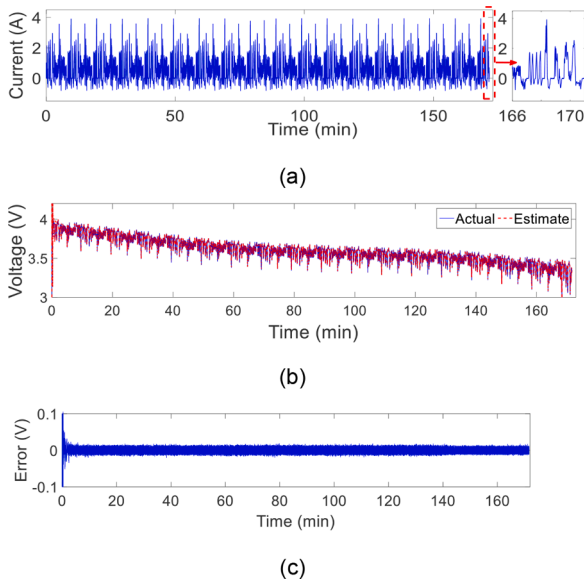 Current (A)
4
2
0
0 50 100 150
Time (min)
4
2
0
166 170
(a)
Voltage (V)
4
3.5
3
Actual Estimate
0 20 40 60 80 100 120 140 160
Time (min)
(b)
Error (V)
0.1
0
-0.1
0 20 40 60 80 100 120 140 160
Time (min)
(c)